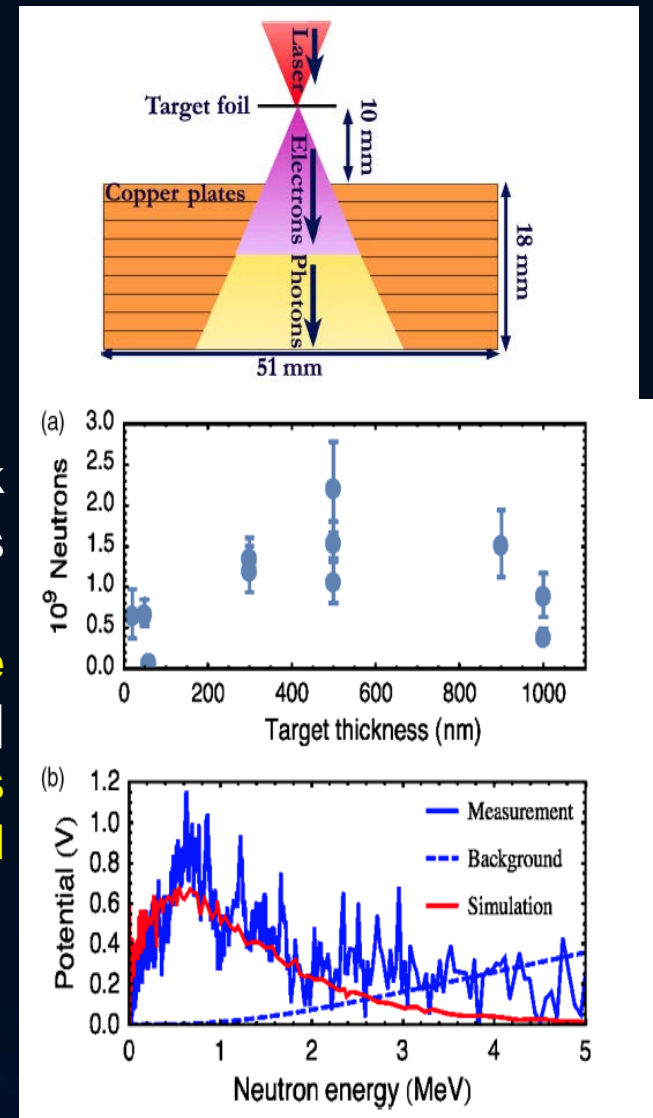 Laser
Target foil
10 mm
Electrons
Copper plates
18 mm
Photons
51 mm
(a)
3.0
2.5
2.0
1.5
1.0
0.5
0.0
10⁹ Neutrons
0 200 400 600 800 1000
Target thickness (nm)
(b)
1.2
1.0
0.8
0.6
0.4
0.2
0.0
Potential (V)
Measurement
Background
Simulation
0 1 2 3 4 5
Neutron energy (MeV)